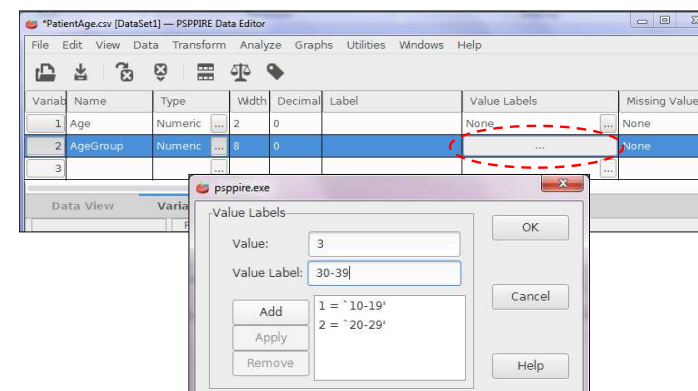 *PatientAge.csv [DataSet1] — PSPPIRE Data Editor
File Edit View Data Transform Analyze Graphs Utilities Windows Help
Variab Name Type Width Decimal Label Value Labels Missing Value
1 Age Numeric ... 2 0 None ... None
2 AgeGroup Numeric ... 8 0 ... None
3 ... ...
psppire.exe
Data View Varia
Value Labels
OK
Value: 3
Value Label: 30-39
Cancel
Add
1 = `10-19'
2 = `20-29'
Apply
Remove
Help